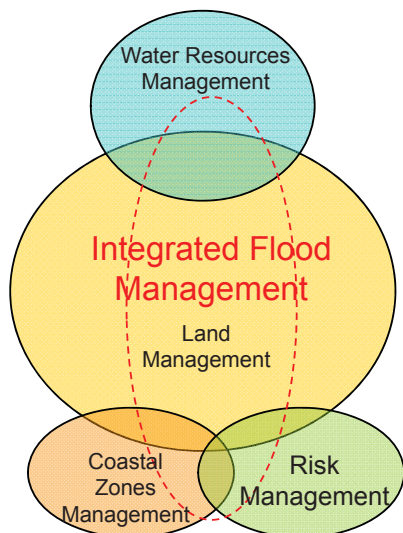 Water Resources
Management
Integrated Flood
Management
Land
Management
Coastal
Zones
Management
Risk
Management